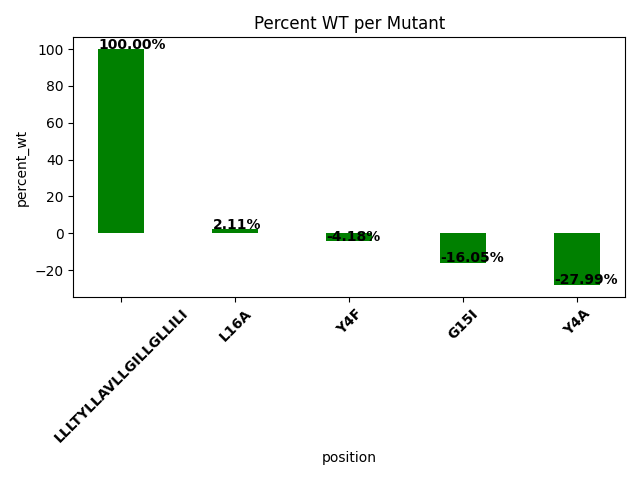 Percent WT per Mutant
percent_wt
100
80
60
40
20
0
−20
100.00%
2.11%
-4.18%
-16.05%
-27.99%
LLLTYLLAVLLGILLGLLILI
L16A
Y4F
G15I
Y4A
position